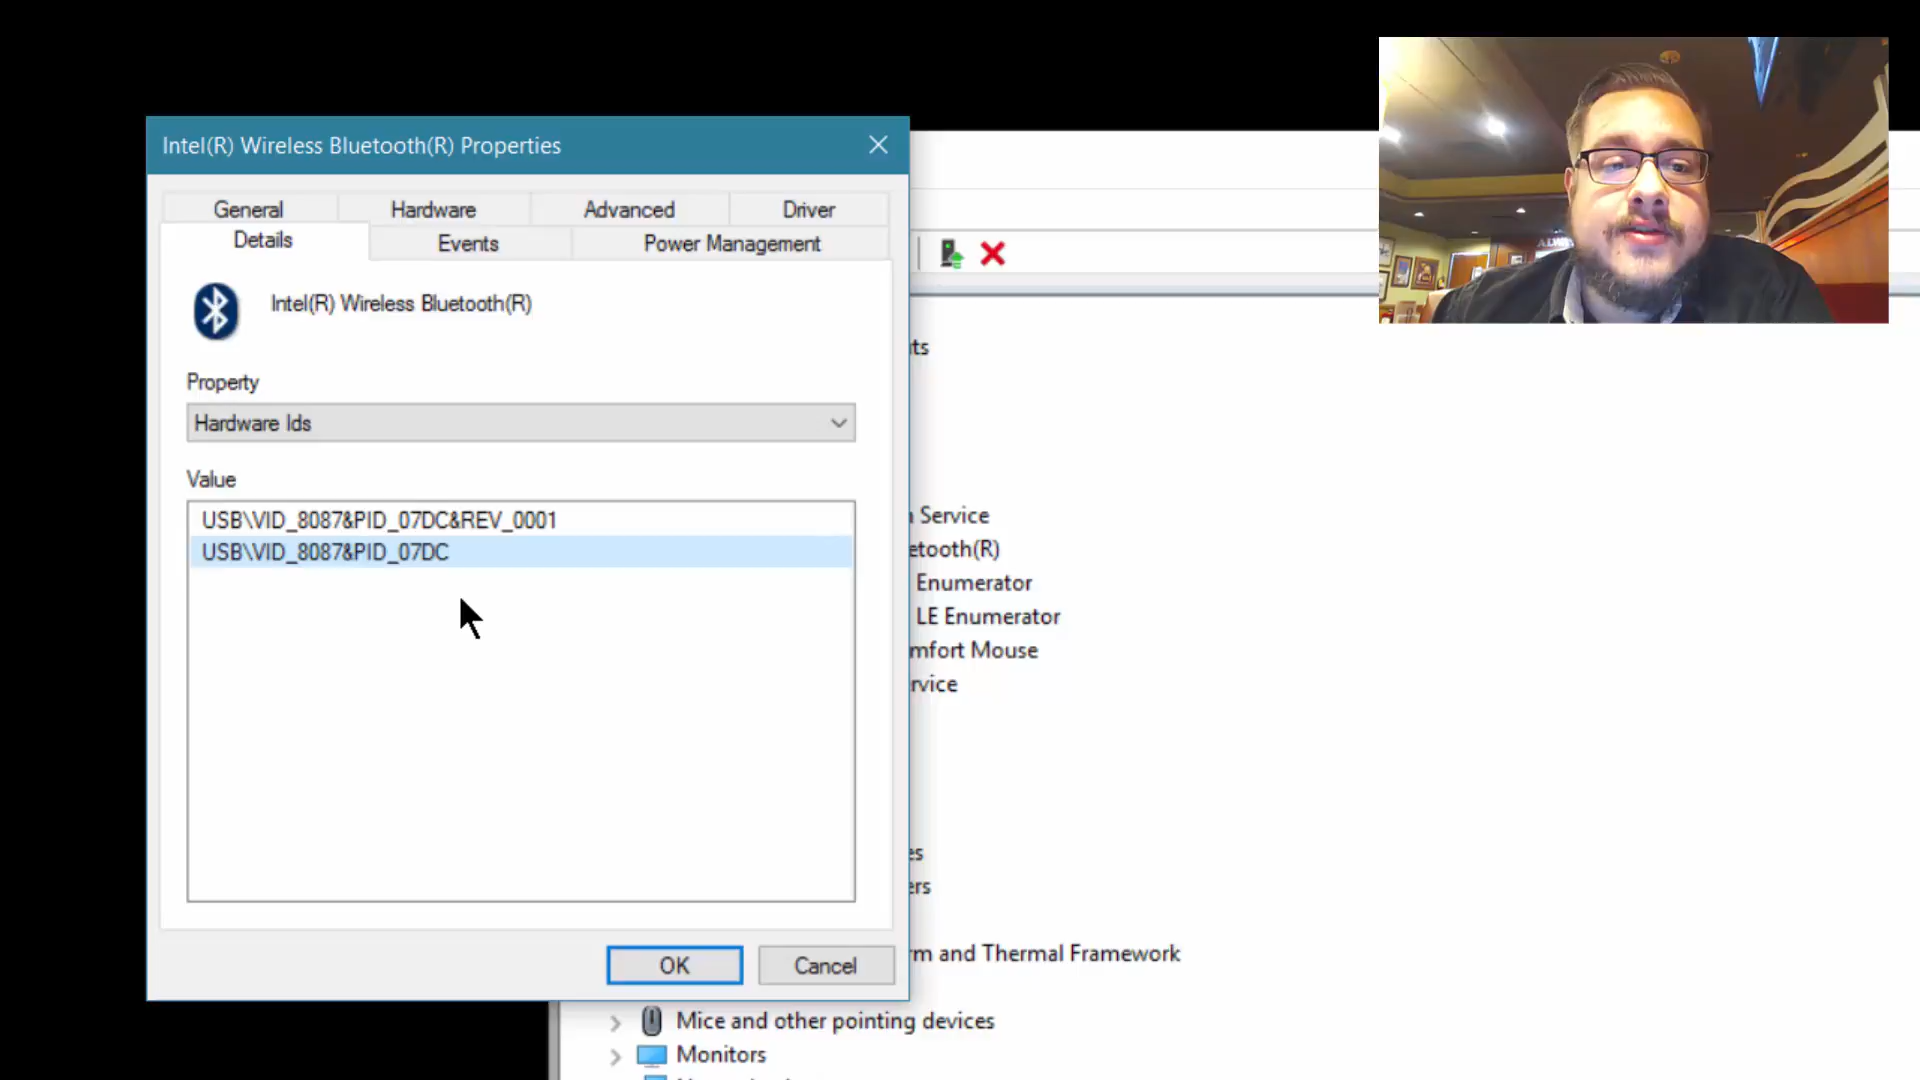 Intel(R) Wireless Bluetooth(R) Properties
General
Hardware
Advanced
Driver
Details
Events
Power Management
Intel(R) Wireless Bluetooth(R)
Property
Hardware Ids
Value
USB\VID_8087&PID_07DC&REV_0001
USB\VID_8087&PID_07DC
OK
Cancel
Service
etooth(R)
Enumerator
LE Enumerator
mfort Mouse
rvice
es
ers
rm and Thermal Framework
Mice and other pointing devices
Monitors